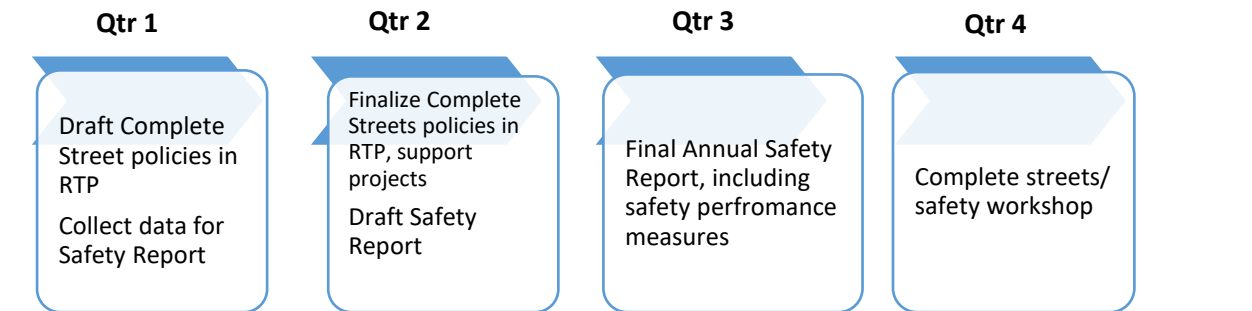 Qtr 1
Qtr 2
Qtr 3
Qtr 4
Draft Complete
Street policies in
RTP
Collect data for
Safety Report
Finalize Complete
Streets policies in
RTP, support
projects
Draft Safety
Report
Final Annual Safety
Report, including
safety perfromance
measures
Complete streets/
safety workshop